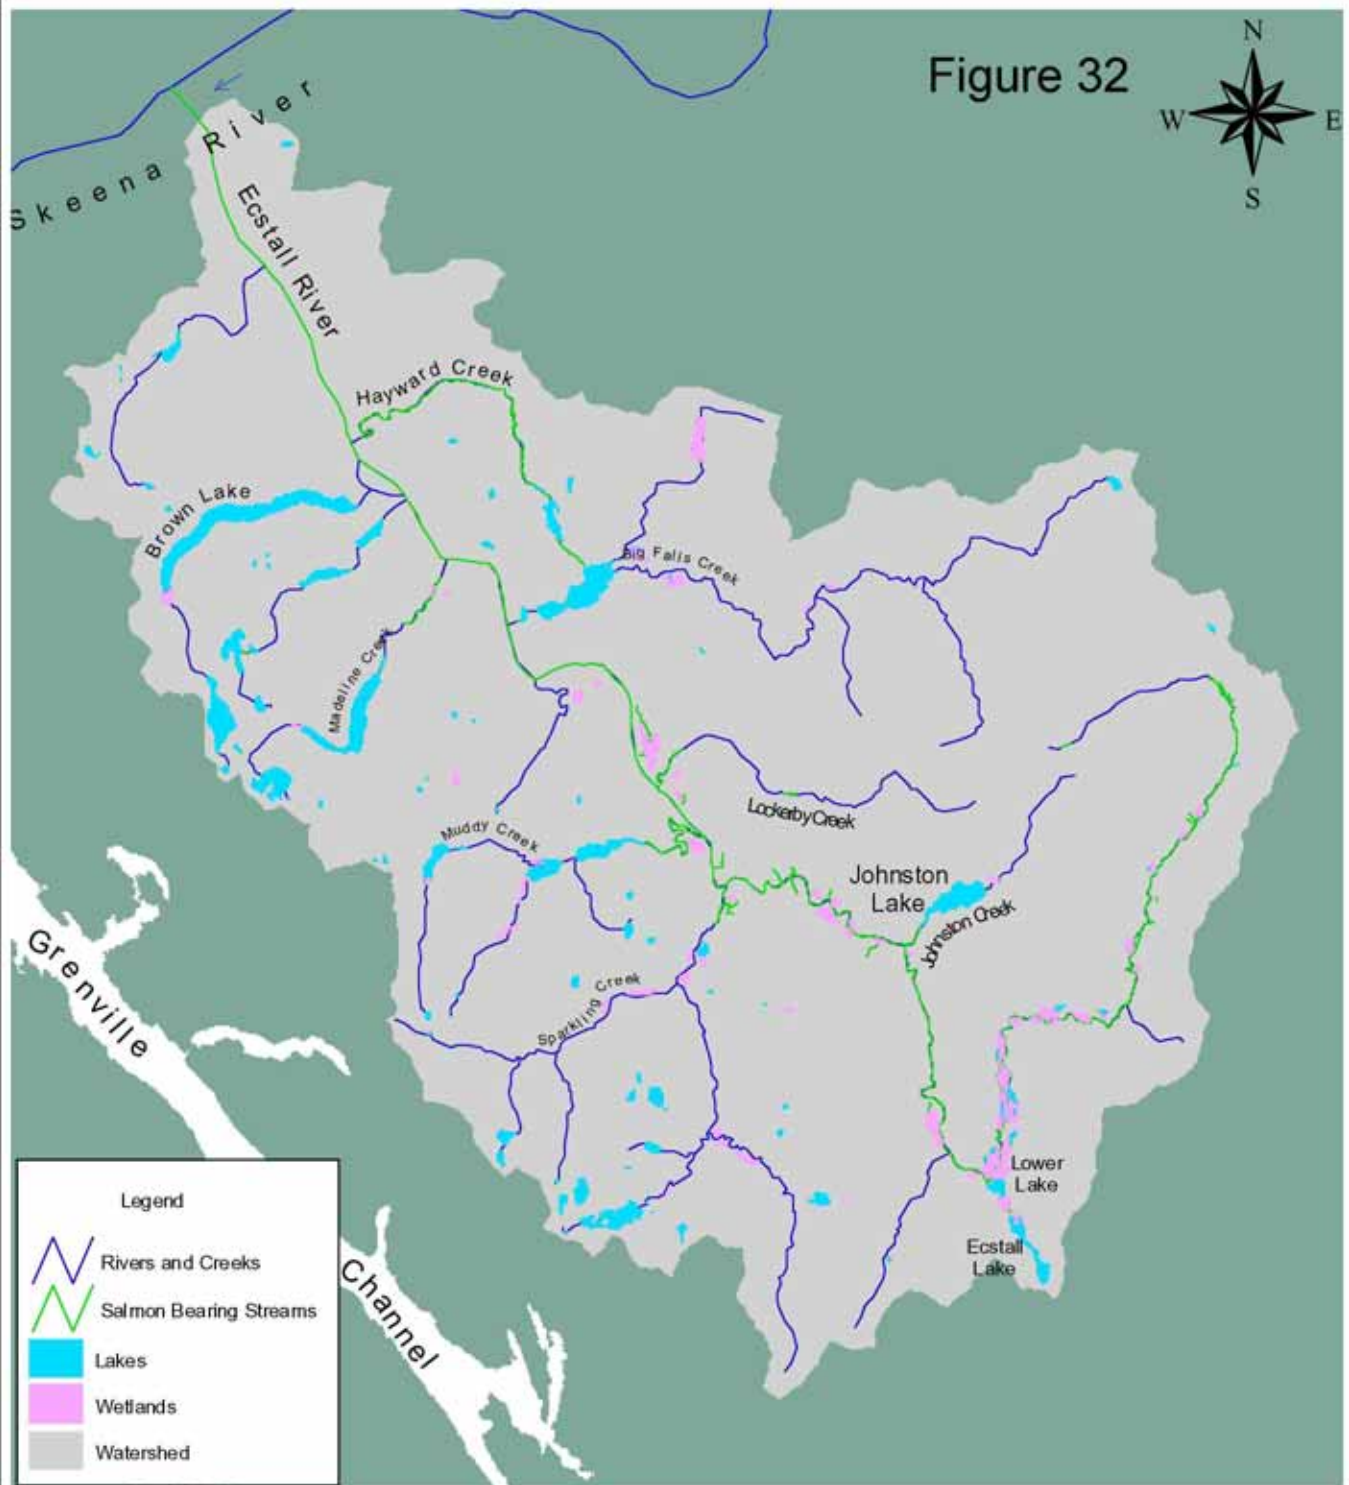 Figure 32
N
W
E
S
Skeena River
Ecstall River
Hayward Creek
Brown Lake
Big Falls Creek
Madeline Creek
Lockerby Creek
Muddy Creek
Johnston
Lake
Johnston Creek
Sparkling Creek
Grenville
Channel
Lower
Lake
Ecstall
Lake
Legend
Rivers and Creeks
Salmon Bearing Streams
Lakes
Wetlands
Watershed